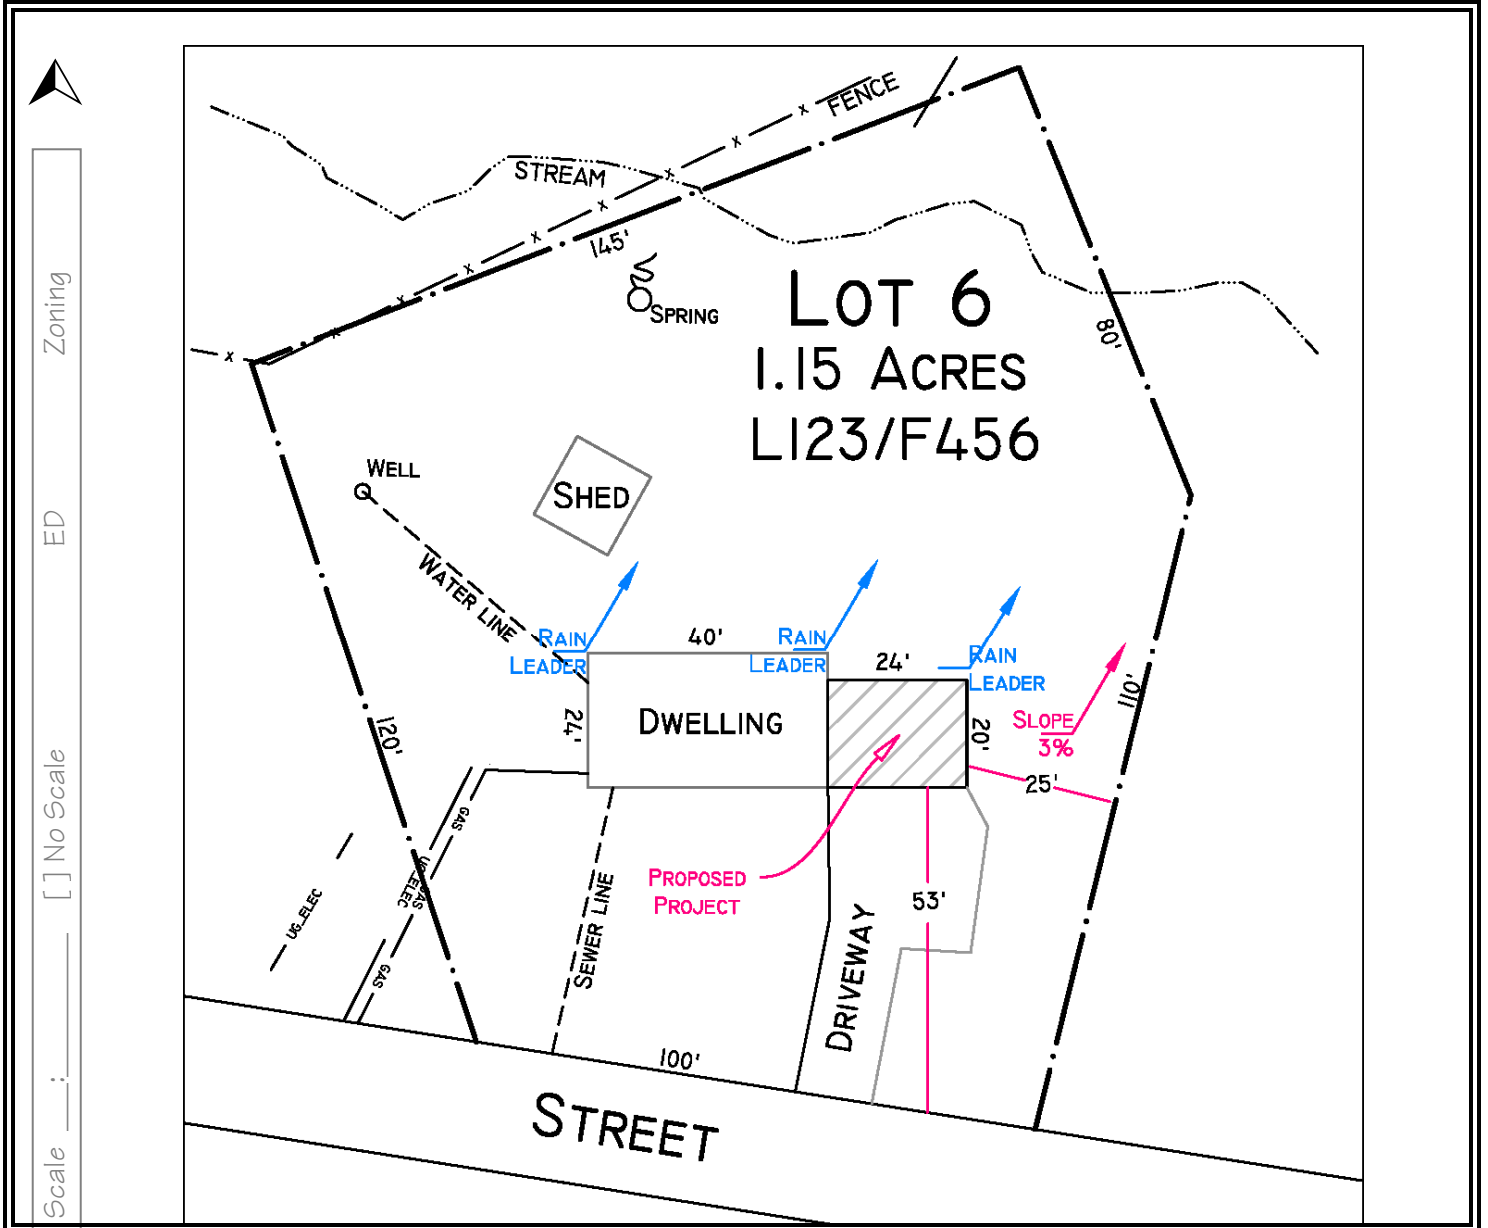 FENCE
STREAM
145'
SPRING
LOT 6
1.15 ACRES
L123/F456
80'
WELL
SHED
WATER LINE
RAIN
LEADER
40'
RAIN
LEADER
24'
RAIN
LEADER
24'
DWELLING
20'
SLOPE
3%
110'
120'
25'
GAS
UG_ELEC
GAS
UG_ELEC
GAS
SEWER LINE
PROPOSED
PROJECT
53'
DRIVEWAY
100'
STREET
Scale ___:______ [ ] No Scale ED Zoning